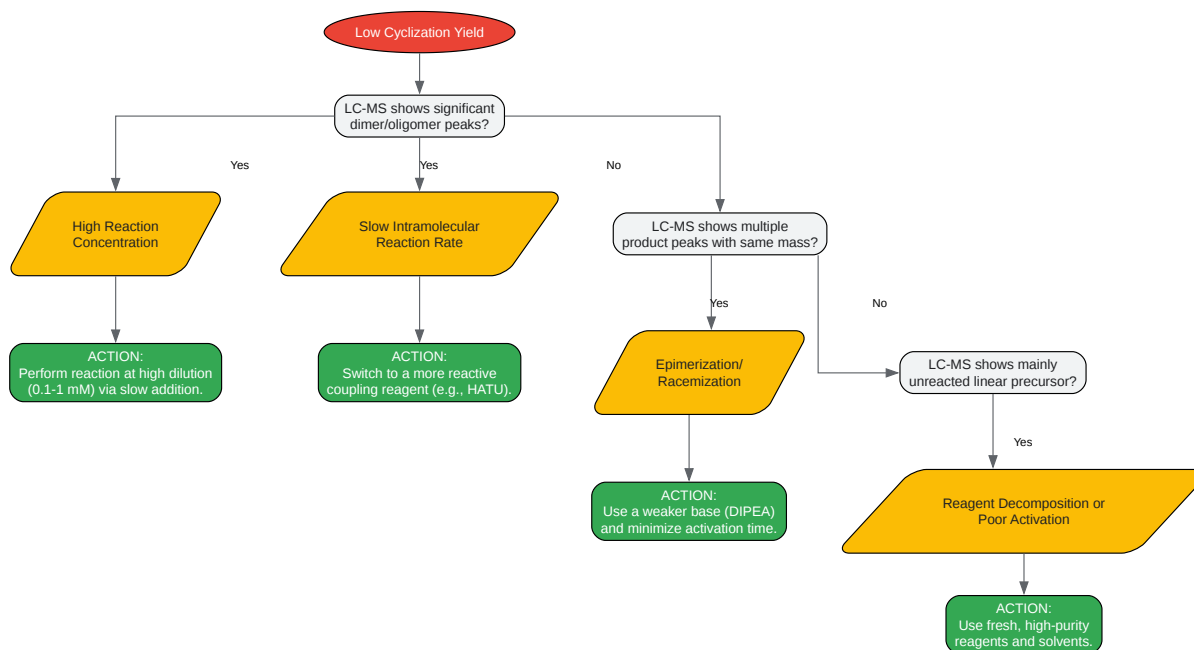 Low Cyclization Yield
LC-MS shows significant
dimer/oligomer peaks?
Yes
Yes
No
High Reaction
Concentration
Slow Intramolecular
Reaction Rate
LC-MS shows multiple
product peaks with same mass?
Yes
No
ACTION:
Perform reaction at high dilution
(0.1-1 mM) via slow addition.
ACTION:
Switch to a more reactive
coupling reagent (e.g., HATU).
Epimerization/
Racemization
LC-MS shows mainly
unreacted linear precursor?
Yes
ACTION:
Use a weaker base (DIPEA)
and minimize activation time.
Reagent Decomposition or
Poor Activation
ACTION:
Use fresh, high-purity
reagents and solvents.